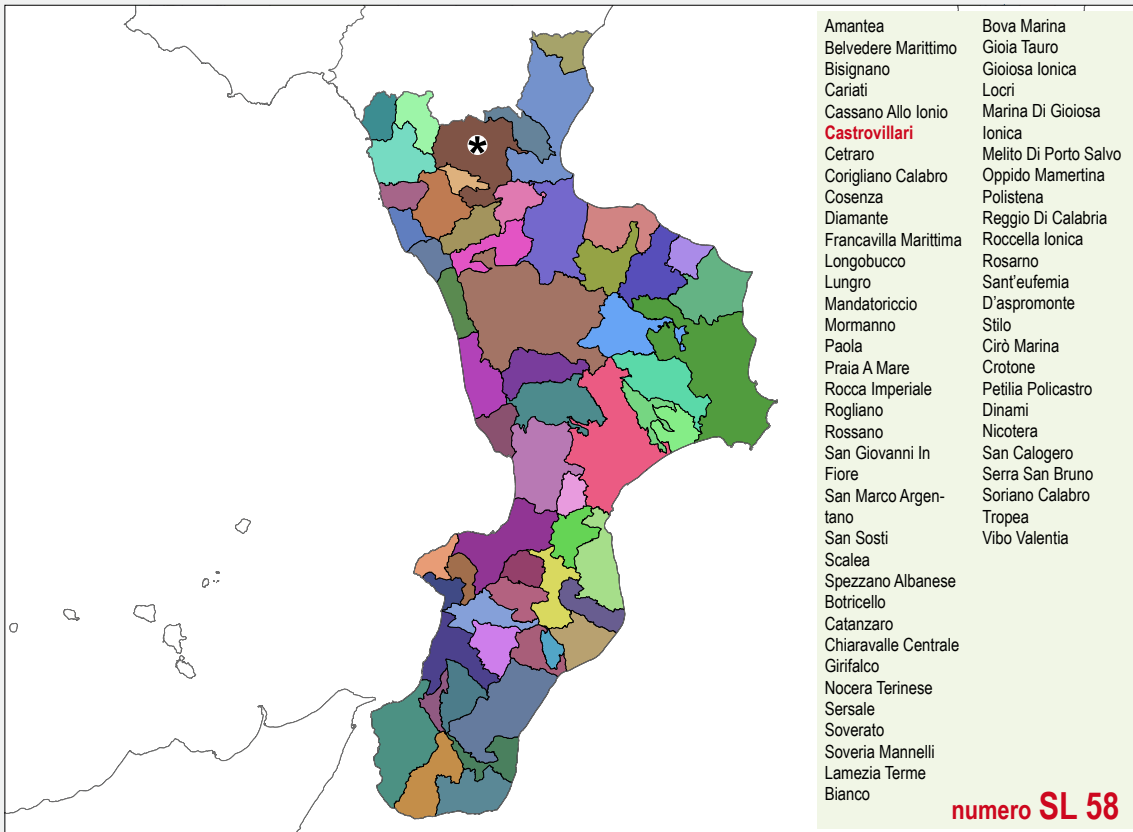 Amantea
Belvedere Marittimo
Bisignano
Cariati
Cassano Allo Ionio
Castrovillari
Cetraro
Corigliano Calabro
Cosenza
Diamante
Francavilla Marittima
Longobucco
Lungro
Mandatoriccio
Mormanno
Paola
Praia A Mare
Rocca Imperiale
Rogliano
Rossano
San Giovanni In
Fiore
San Marco Argen-
tano
San Sosti
Scalea
Spezzano Albanese
Botricello
Catanzaro
Chiaravalle Centrale
Girifalco
Nocera Terinese
Sersale
Soverato
Soveria Mannelli
Lamezia Terme
Bianco
Bova Marina
Gioia Tauro
Gioiosa Ionica
Locri
Marina Di Gioiosa
Ionica
Melito Di Porto Salvo
Oppido Mamertina
Polistena
Reggio Di Calabria
Roccella Ionica
Rosarno
Sant'eufemia
D'aspromonte
Stilo
Cirò Marina
Crotone
Petilia Policastro
Dinami
Nicotera
San Calogero
Serra San Bruno
Soriano Calabro
Tropea
Vibo Valentia
numero SL 58